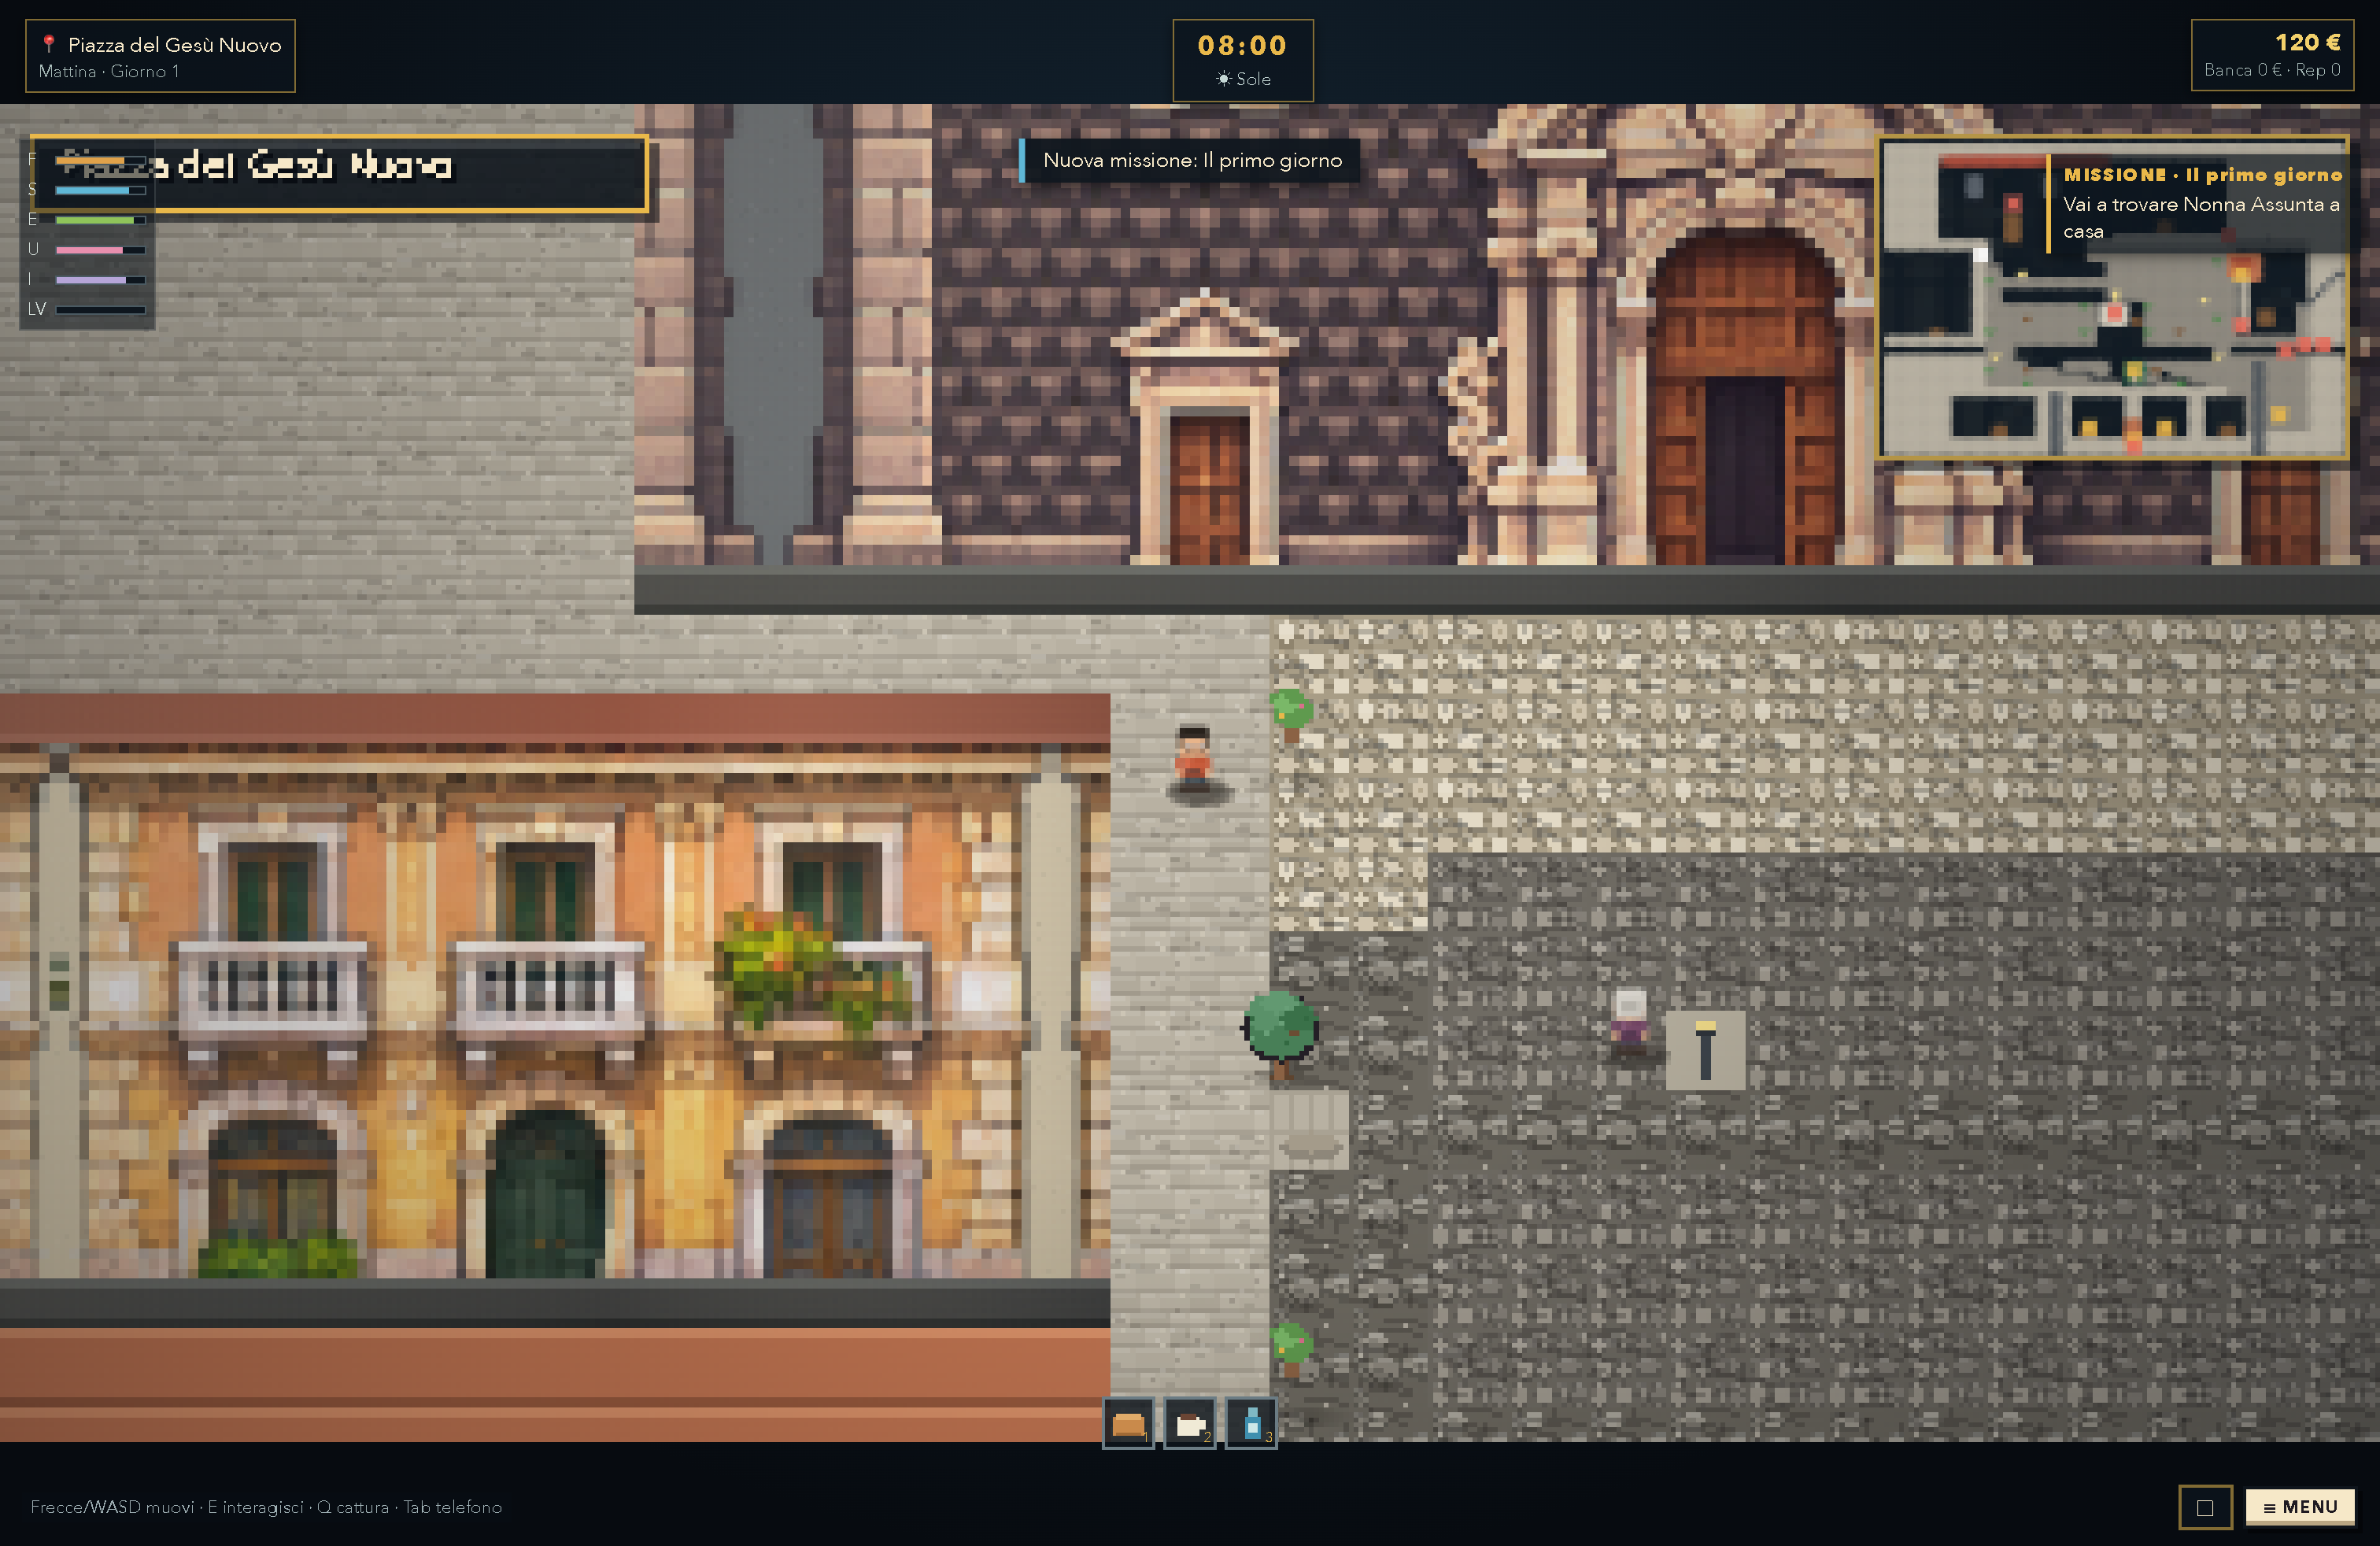 📍 Piazza del Gesù Nuovo
Mattina · Giorno 1
08:00
☀ Sole
120 €
Banca 0 € · Rep 0
Piazza del Gesù Nuovo
F
S
E
U
I
LV
Nuova missione: Il primo giorno
MISSIONE · Il primo giorno
Vai a trovare Nonna Assunta a
casa
1
2
3
Frecce/WASD muovi · E interagisci · Q cattura · Tab telefono
≡ MENU